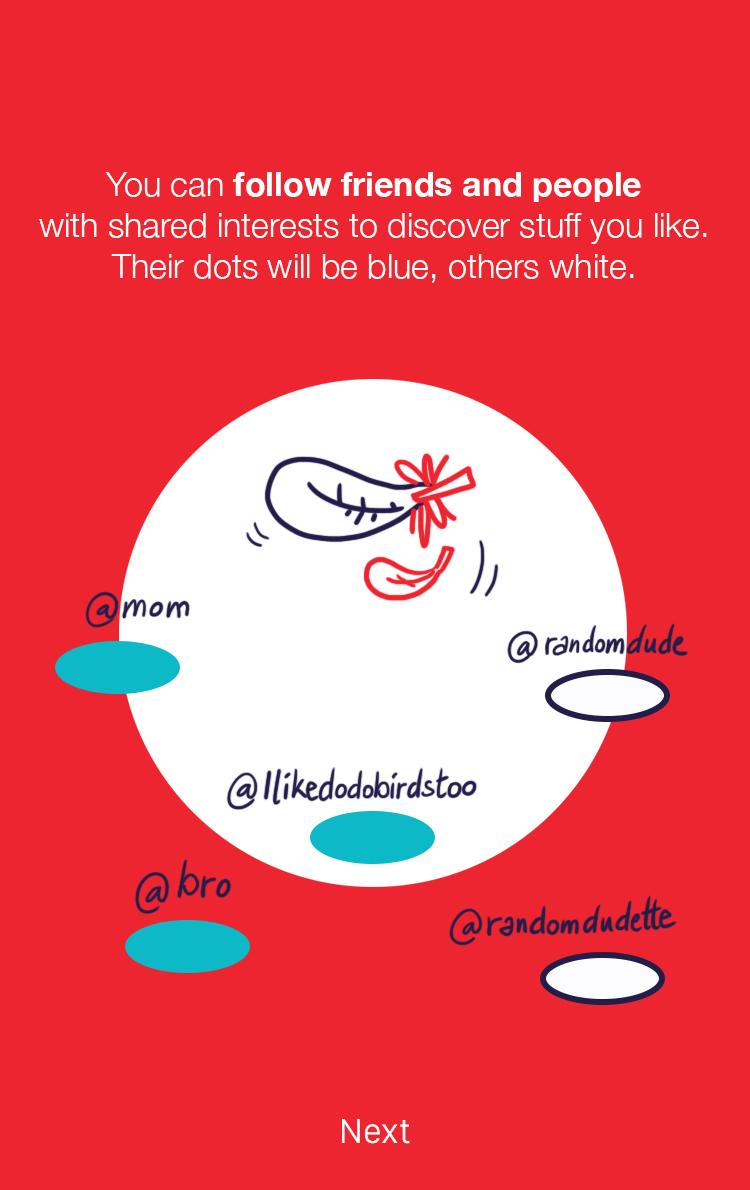 You can follow friends and people
with shared interests to discover stuff you like.
Their dots will be blue, others white.
@mom
@randomdude
@Ilikedodobirdstoo
@bro
@randomdudette
Next